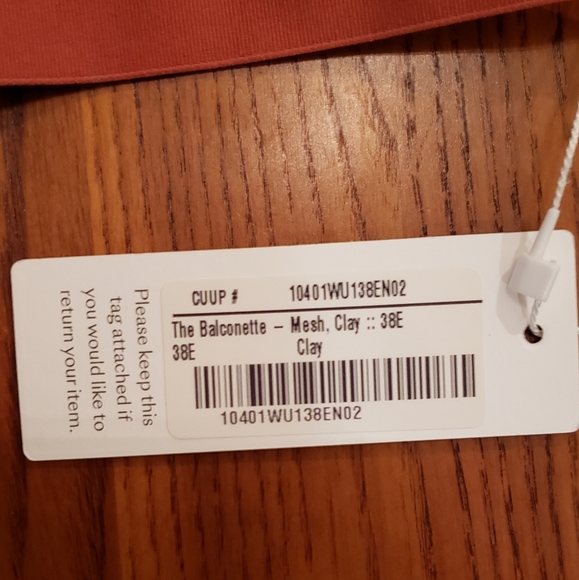 CUUP # 10401WU138EN02
The Balconette – Mesh, Clay :: 38E
38E Clay
10401WU138EN02
Please keep this
tag attached if
you would like to
return your item.